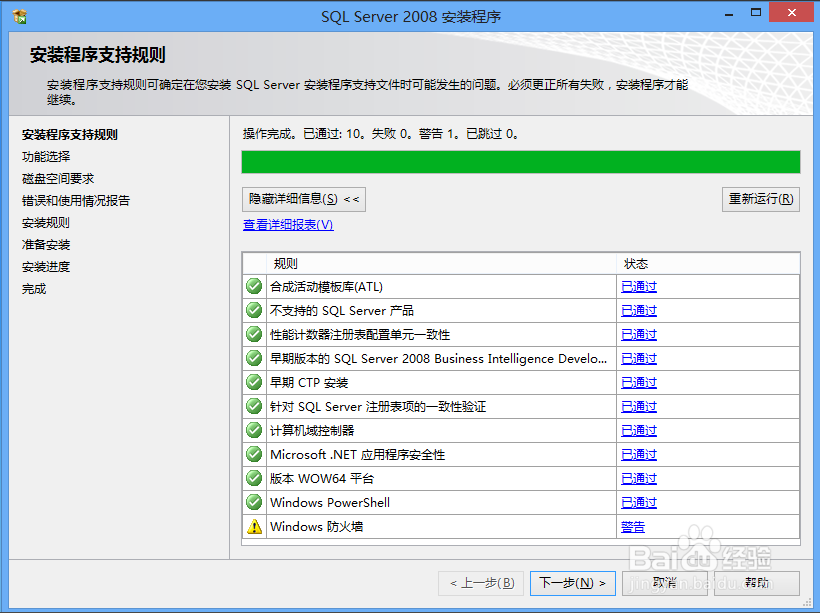 SQL Server 2008 安装程序
安装程序支持规则
安装程序支持规则可确定在您安装 SQL Server 安装程序支持文件时可能发生的问题。必须更正所有失败，安装程序才能
继续。
安装程序支持规则
功能选择
磁盘空间要求
错误和使用情况报告
安装规则
准备安装
安装进度
完成
操作完成。已通过: 10。失败 0。警告 1。已跳过 0。
隐藏详细信息(S) <<
重新运行(R)
查看详细报表(V)
规则 状态
合成活动模板库(ATL) 已通过
不支持的 SQL Server 产品 已通过
性能计数器注册表配置单元一致性 已通过
早期版本的 SQL Server 2008 Business Intelligence Develo... 已通过
早期 CTP 安装 已通过
针对 SQL Server 注册表项的一致性验证 已通过
计算机域控制器 已通过
Microsoft .NET 应用程序安全性 已通过
版本 WOW64 平台 已通过
Windows PowerShell 已通过
Windows 防火墙 警告
< 上一步(B) 下一步(N) > 取消 帮助
Baidu 经验
jingyan.baidu.com